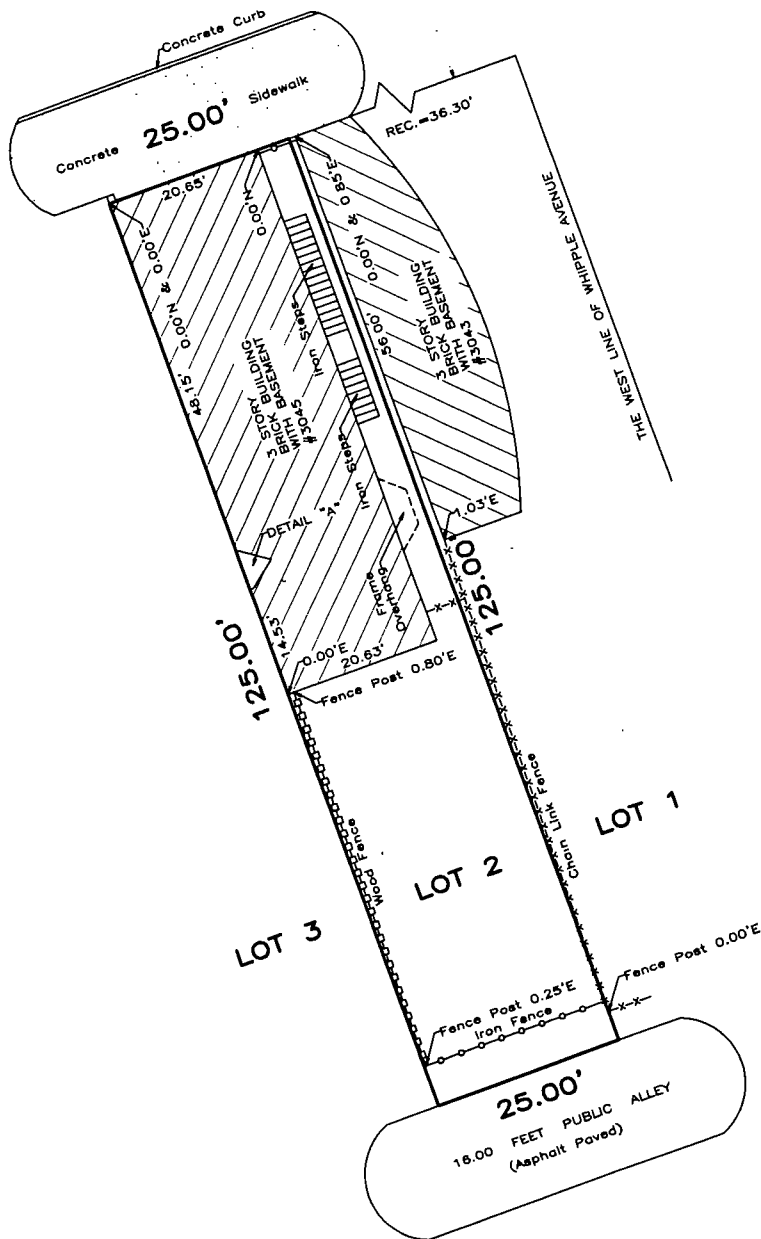 Concrete Curb
Concrete 25.00' Sidewalk
REC.=36.30'
THE WEST LINE OF WHIPPLE AVENUE
20.65'
0.00'N
0.00'N & 0.85'E
0.00'N & 0.00'E
56.00'
48.15'
3 STORY BUILDING
BRICK BUILDING
WITH BASEMENT
#3043
3 STORY BUILDING
BRICK BUILDING
WITH BASEMENT
#3045
Iron Steps
Iron Steps
DETAIL "A"
Frame
Overhang
1.03'E
125.00'
125.00'
14.53'
0.00'E
20.63'
Fence Post 0.80'E
Wood Fence
Chain Link Fence
LOT 1
LOT 2
LOT 3
Fence Post 0.00'E
Fence Post 0.25'E
Iron Fence
25.00'
16.00 FEET PUBLIC ALLEY
(Asphalt Paved)